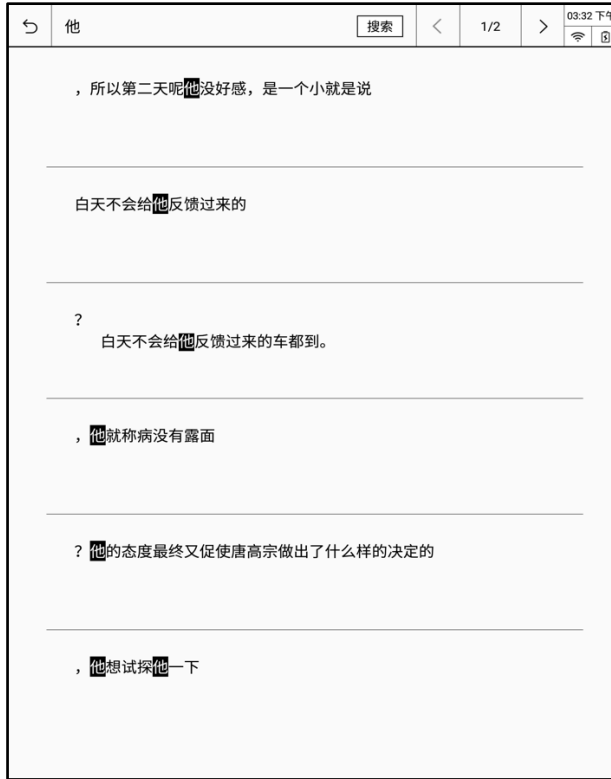 他
搜索
1/2
03:32 下午
，所以第二天呢他没好感，是一个小就是说
白天不会给他反馈过来的
？
白天不会给他反馈过来的车都到。
，他就称病没有露面
？他的态度最终又促使唐高宗做出了什么样的决定的
，他想试探他一下